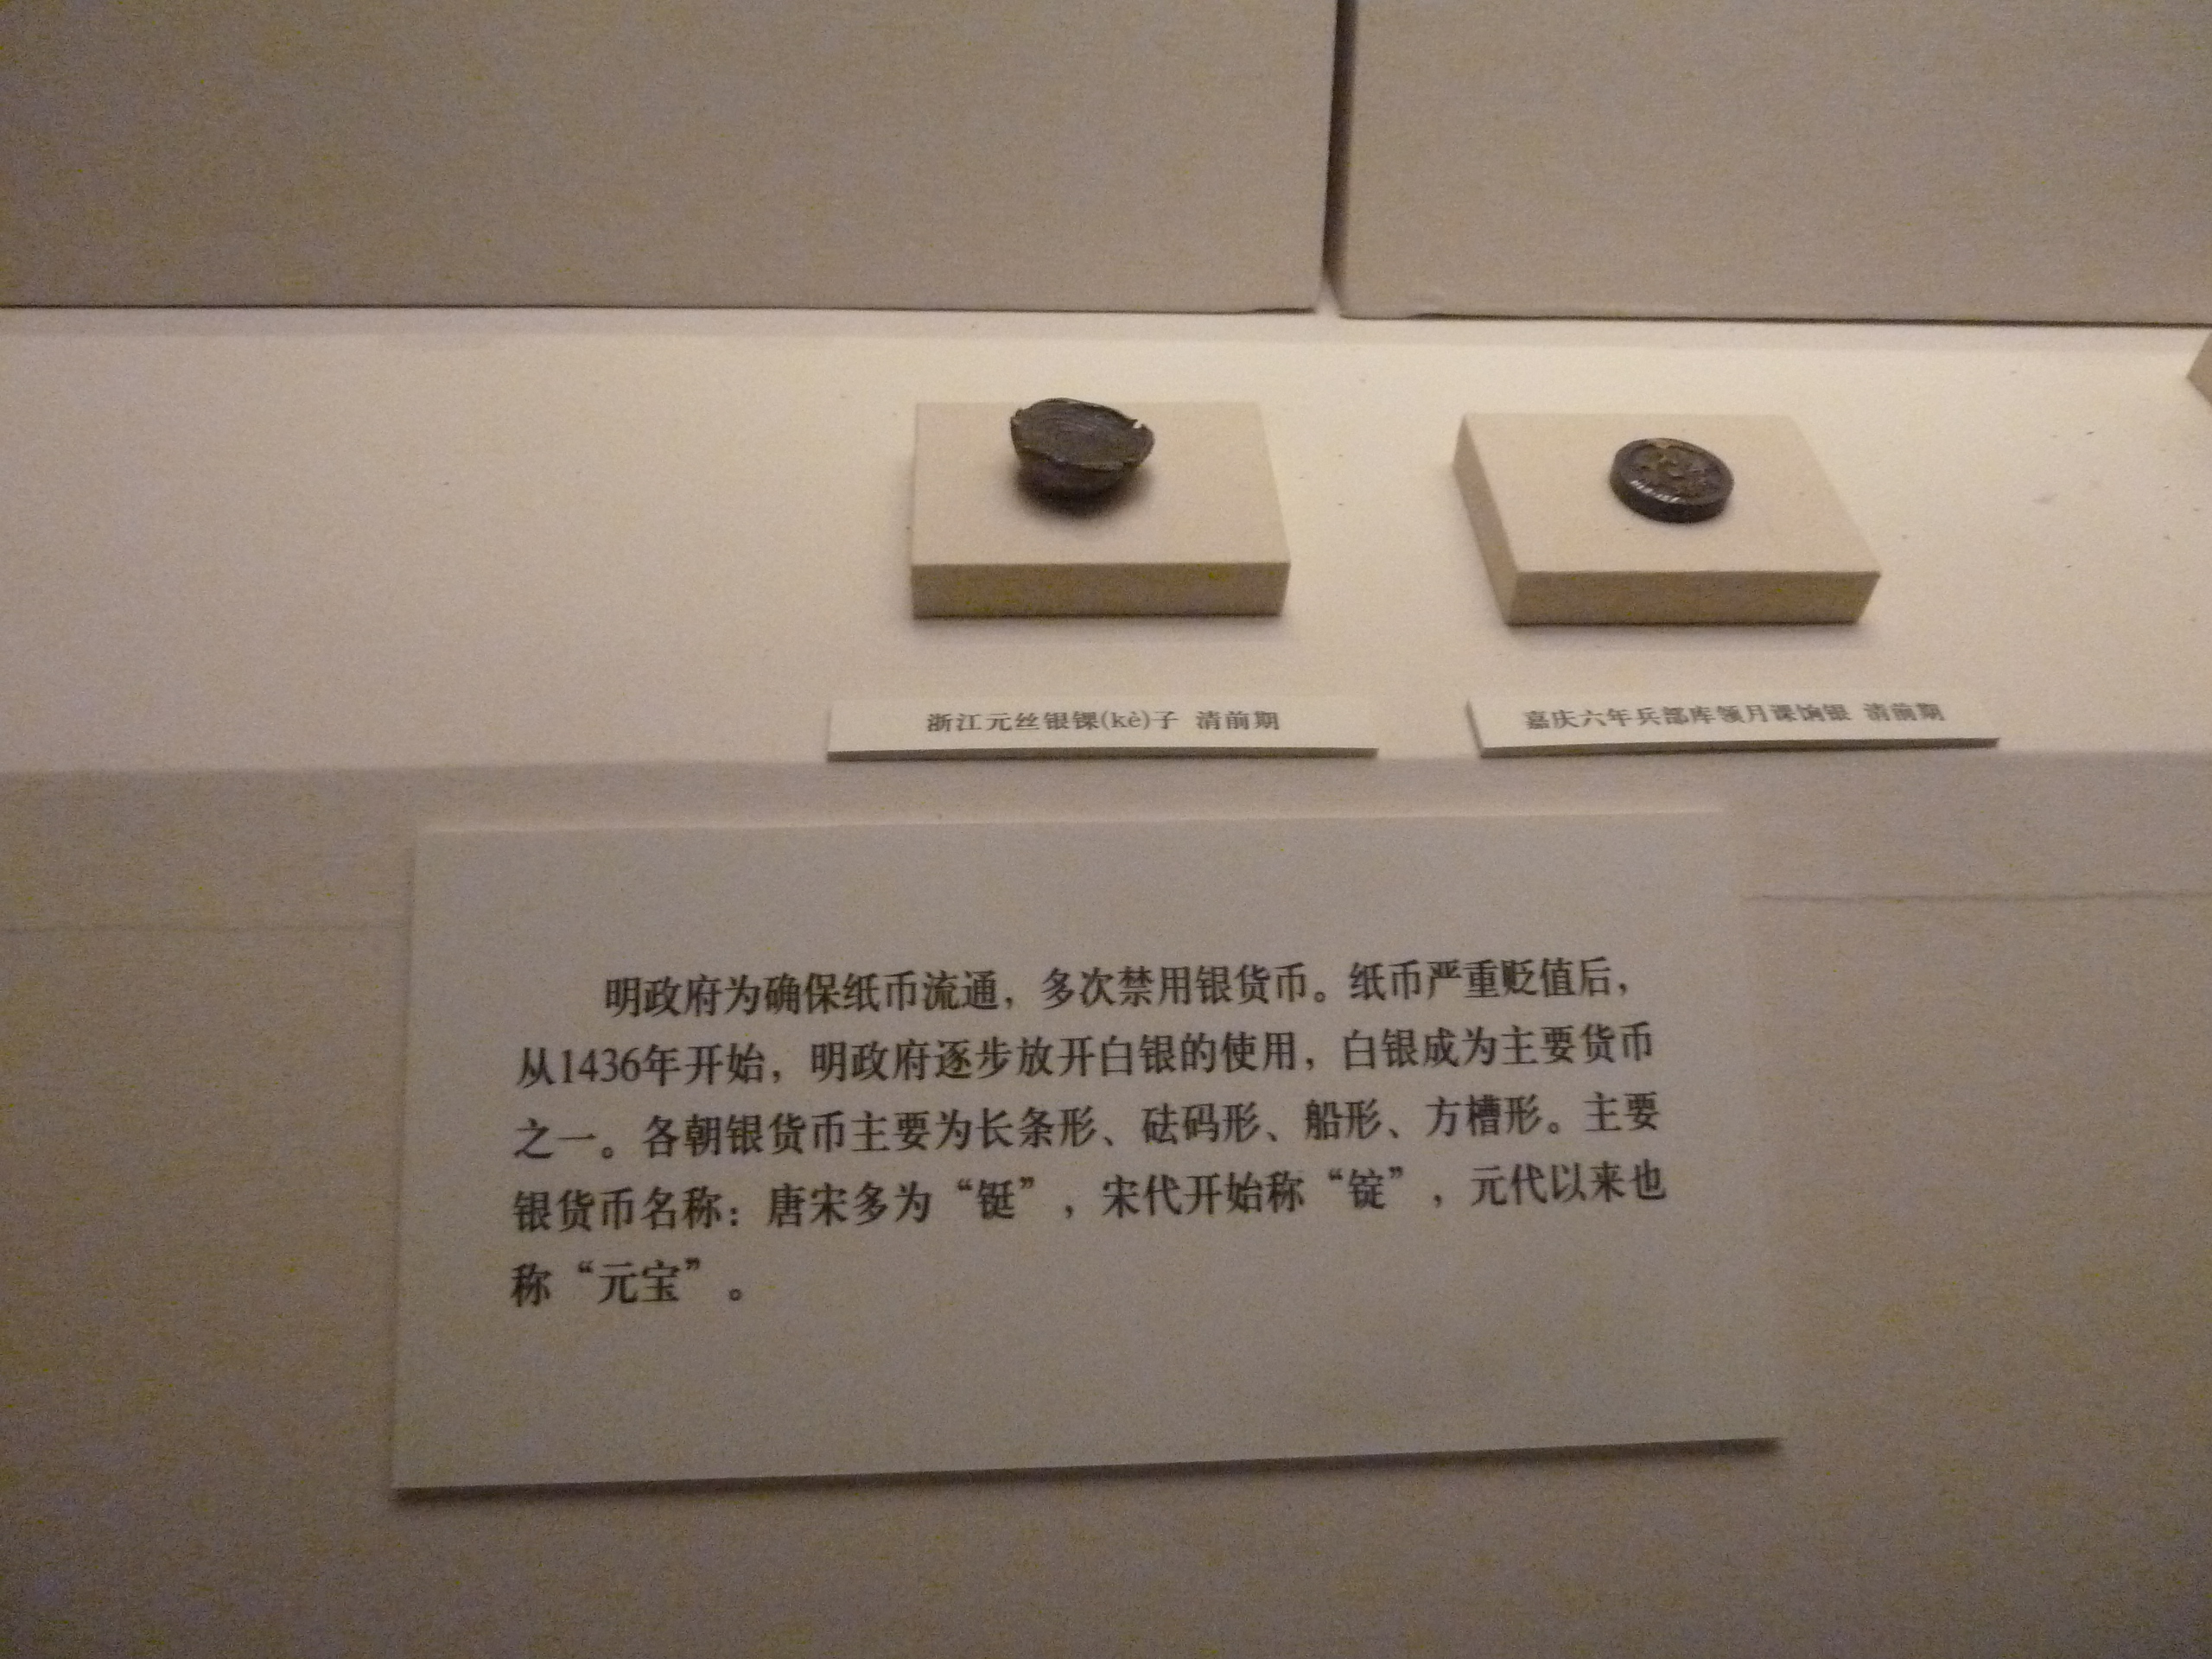 浙江元丝银锞(kè)子 清前期
嘉庆六年兵部库领月课饷银 清前期
明政府为确保纸币流通，多次禁用银货币。纸币严重贬值后，
从1436年开始，明政府逐步放开白银的使用，白银成为主要货币
之一。各朝银货币主要为长条形、砝码形、船形、方槽形。主要
银货币名称：唐宋多为“铤”，宋代开始称“锭”，元代以来也
称“元宝”。